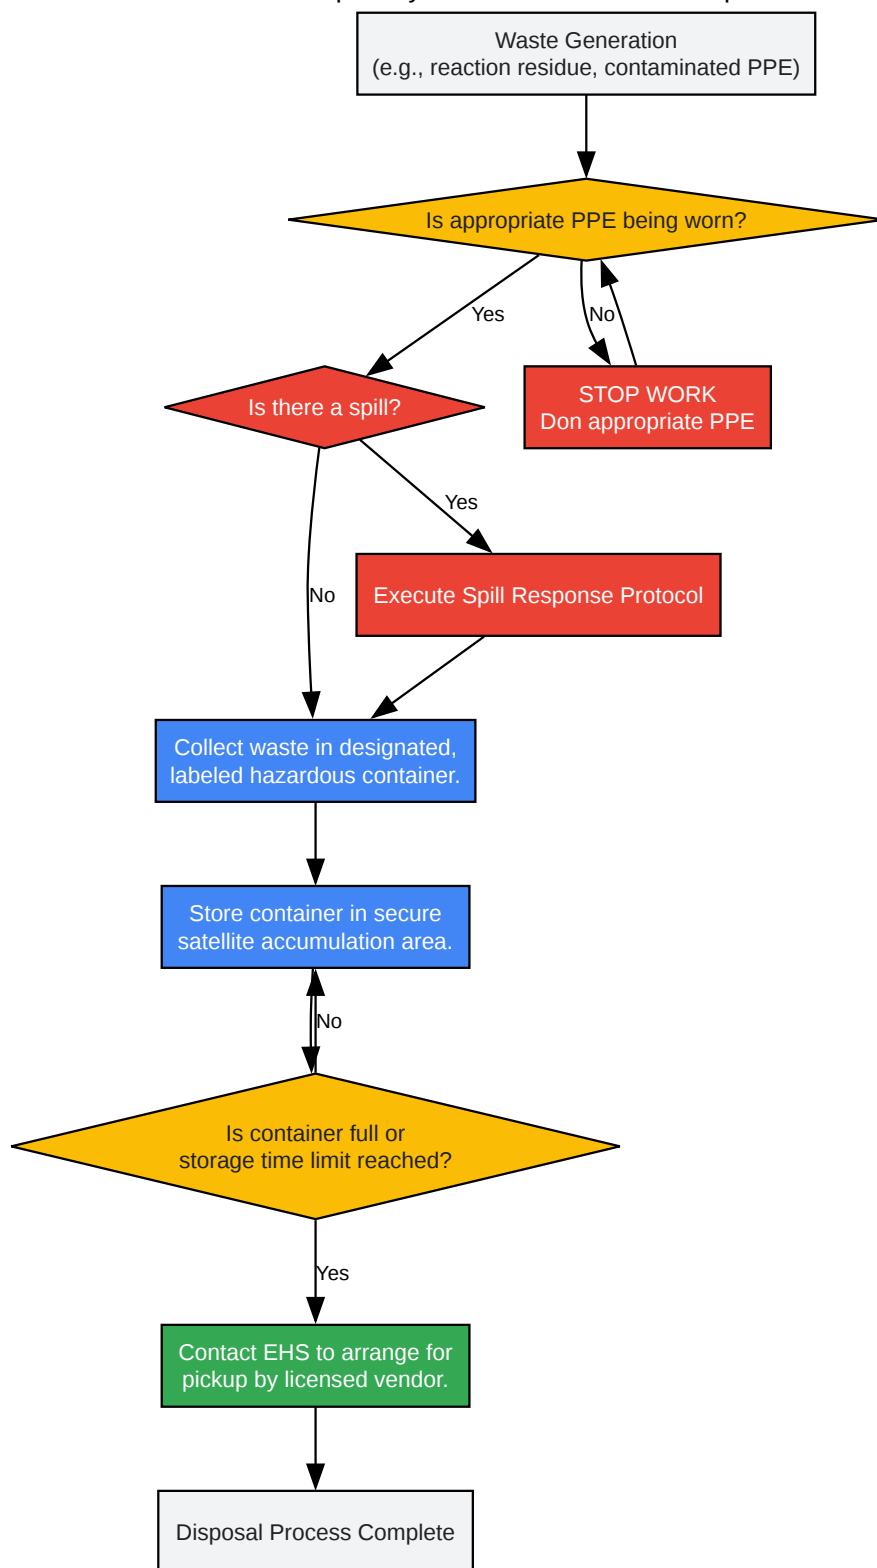 Waste Generation
(e.g., reaction residue, contaminated PPE)
Is appropriate PPE being worn?
Yes
No
Is there a spill?
STOP WORK
Don appropriate PPE
Yes
Execute Spill Response Protocol
No
Collect waste in designated,
labeled hazardous container.
Store container in secure
satellite accumulation area.
No
Is container full or
storage time limit reached?
Yes
Contact EHS to arrange for
pickup by licensed vendor.
Disposal Process Complete